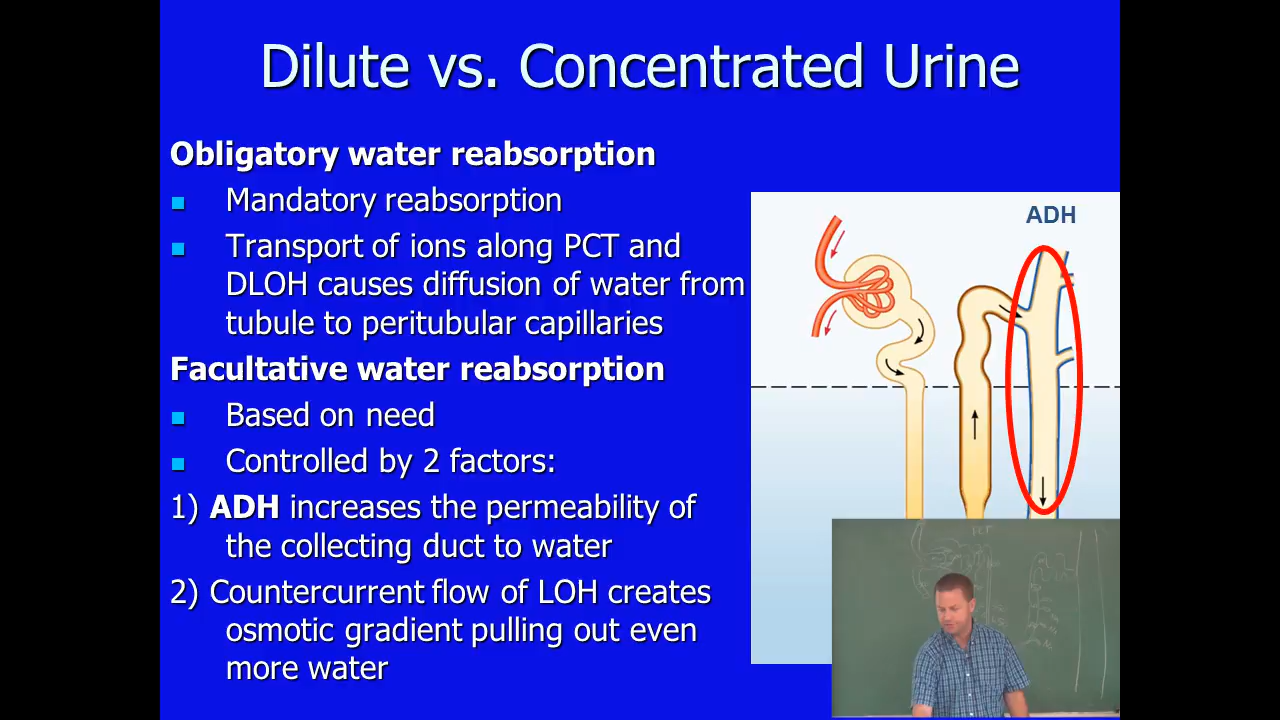 Dilute vs. Concentrated Urine
Obligatory water reabsorption
Mandatory reabsorption
Transport of ions along PCT and
DLOH causes diffusion of water from
tubule to peritubular capillaries
Facultative water reabsorption
Based on need
Controlled by 2 factors:
1) ADH increases the permeability of
the collecting duct to water
2) Countercurrent flow of LOH creates
osmotic gradient pulling out even
more water
ADH